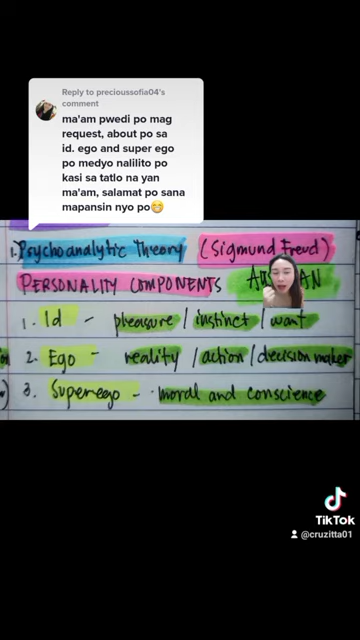 Reply to precioussofia04's
comment
ma'am pwedi po mag
request, about po sa
id. ego and super ego
po medyo nalilito po
kasi sa tatlo na yan
ma'am, salamat po sana
mapansin nyo po😁
1. Psychoanalytic Theory (Sigmund Freud)
PERSONALITY COMPONENTS
1. Id - pleasure / instinct / want
2. Ego - reality / action / decision maker
3. Superego - moral and conscience
TikTok
@cruzitta01